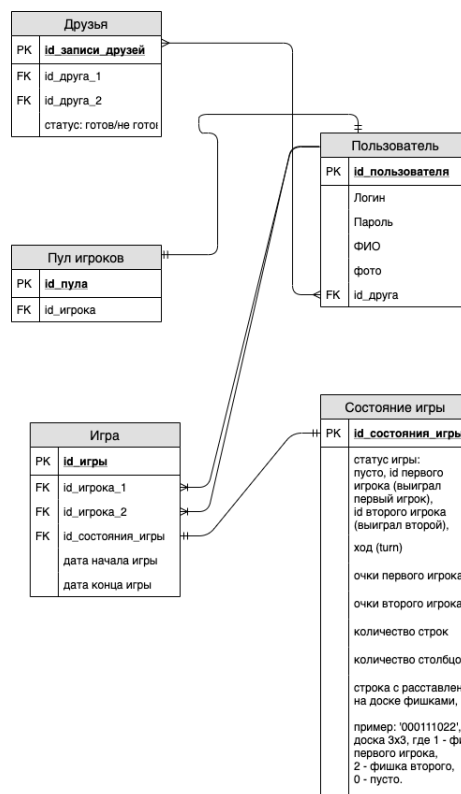 Друзья
PK id_записи_друзей
FK id_друга_1
FK id_друга_2
статус: готов/не
Пользователь
PK id_пользователя
Логин
Пароль
ФИО
фото
FK id_друга
Пул игроков
PK id_пула
FK id_игрока
Игра
PK id_игры
FK id_игрока_1
FK id_игрока_2
FK id_состояния_игры
дата начала игры
дата конца игры
Состояние игры
PK id_состояния_игры
статус игры:
пусто, id первого
игрока (выиграл
первый игрок),
id второго игрока
(выиграл второй),
ход (turn)
очки первого игрока
очки второго игрока
количество строк
количество
строка с
на доске фишками,
пример: '000111022',
доска 3x3, где 1 -
первого игрока,
2 - фишка второго,
0 - пусто.